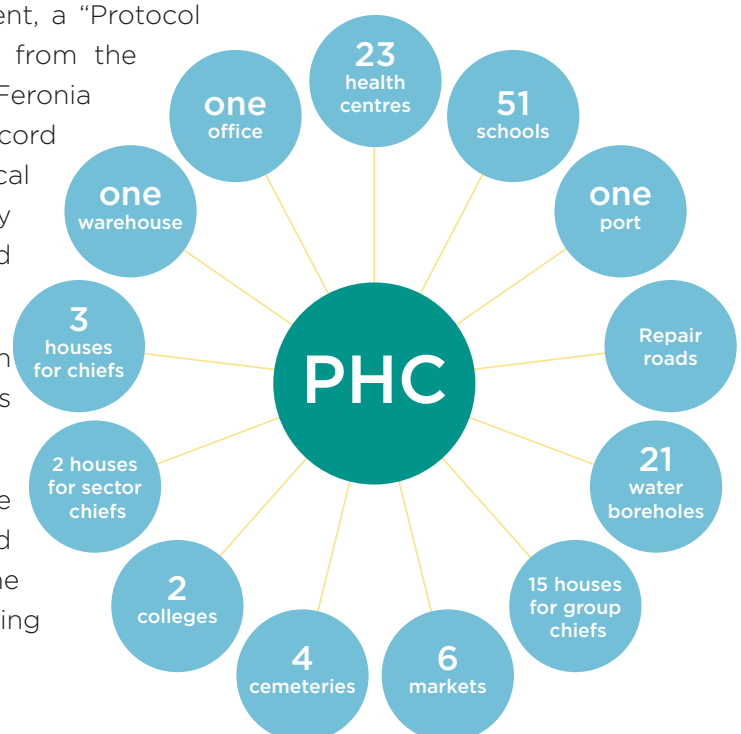 ent, a “Protocol
from the
Feronia
cord
cal
y
d
n
s
e
d
ne
ing
PHC
23
health
centres
51
schools
one
port
Repair
roads
21
water
boreholes
15 houses
for group
chiefs
6
markets
4
cemeteries
2
colleges
2 houses
for sector
chiefs
3
houses
for chiefs
one
warehouse
one
office